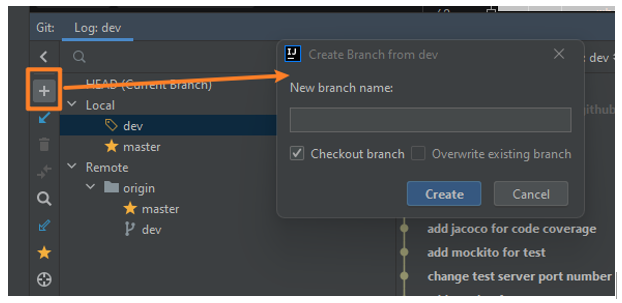 Git: Log: dev
IJ Create Branch from dev
HEAD (Current Branch)
dev
New branch name:
Local
github
dev
master
Checkout branch Overwrite existing branch
Remote
origin
Create Cancel
master
dev
add jacoco for code coverage
add mockito for test
change test server port number